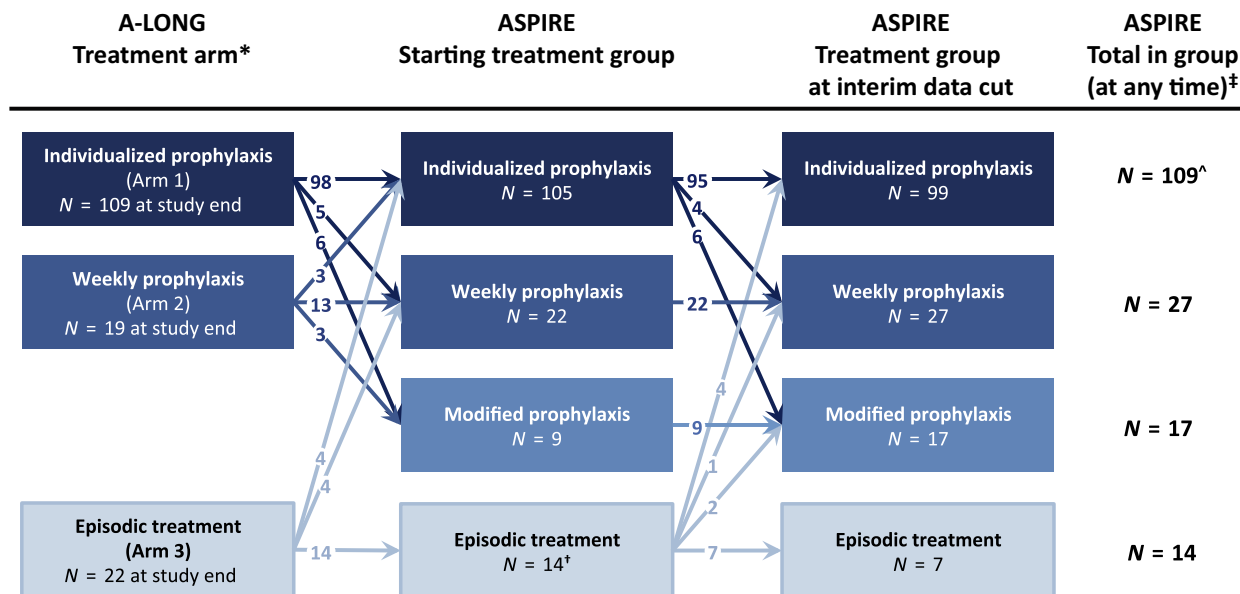 A-LONG
Treatment arm*
ASPIRE
Starting treatment group
ASPIRE
Treatment group
at interim data cut
ASPIRE
Total in group
(at any time)‡
Individualized prophylaxis
(Arm 1)
N = 109 at study end
98
5
6
Individualized prophylaxis
N = 105
95
4
6
Individualized prophylaxis
N = 99
N = 109^
Weekly prophylaxis
(Arm 2)
N = 19 at study end
3
13
3
Weekly prophylaxis
N = 22
22
Weekly prophylaxis
N = 27
N = 27
Modified prophylaxis
N = 9
9
Modified prophylaxis
N = 17
N = 17
Episodic treatment
(Arm 3)
N = 22 at study end
4
4
14
Episodic treatment
N = 14†
4
1
2
7
Episodic treatment
N = 7
N = 14